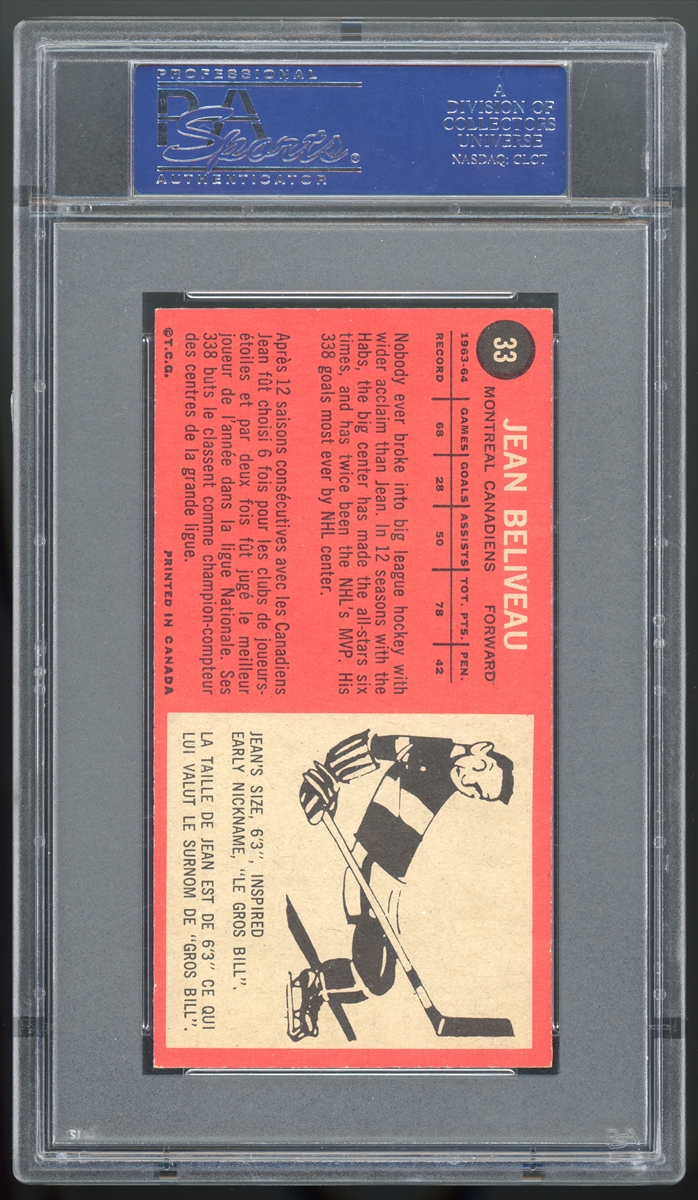 PROFESSIONAL
PSA
Sports®
AUTHENTICATOR
A
DIVISION OF
COLLECTORS
UNIVERSE
NASDAQ: CLCT
33
JEAN BELIVEAU
MONTREAL CANADIENS FORWARD
1963-64 GAMES GOALS ASSISTS TOT. PTS. PEN.
RECORD 68 28 50 78 42
Nobody ever broke into big league hockey with
wider acclaim than Jean. In 12 seasons with the
Habs, the big center has made the all-stars six
times, and has twice been the NHL's MVP. His
338 goals most ever by NHL center.
Après 12 saisons consécutives avec les Canadiens
Jean fût choisi 6 fois pour les clubs de joueurs-
étoiles et par deux fois fût jugé le meilleur
joueur de l'année dans la ligue Nationale. Ses
338 buts le classent comme champion-compteur
des centres de la grande ligue.
©T.C.G. PRINTED IN CANADA
JEAN'S SIZE, 6'3", INSPIRED
EARLY NICKNAME, "LE GROS BILL".
LA TAILLE DE JEAN EST DE 6'3" CE QUI
LUI VALUT LE SURNOM DE "GROS BILL".
PSA